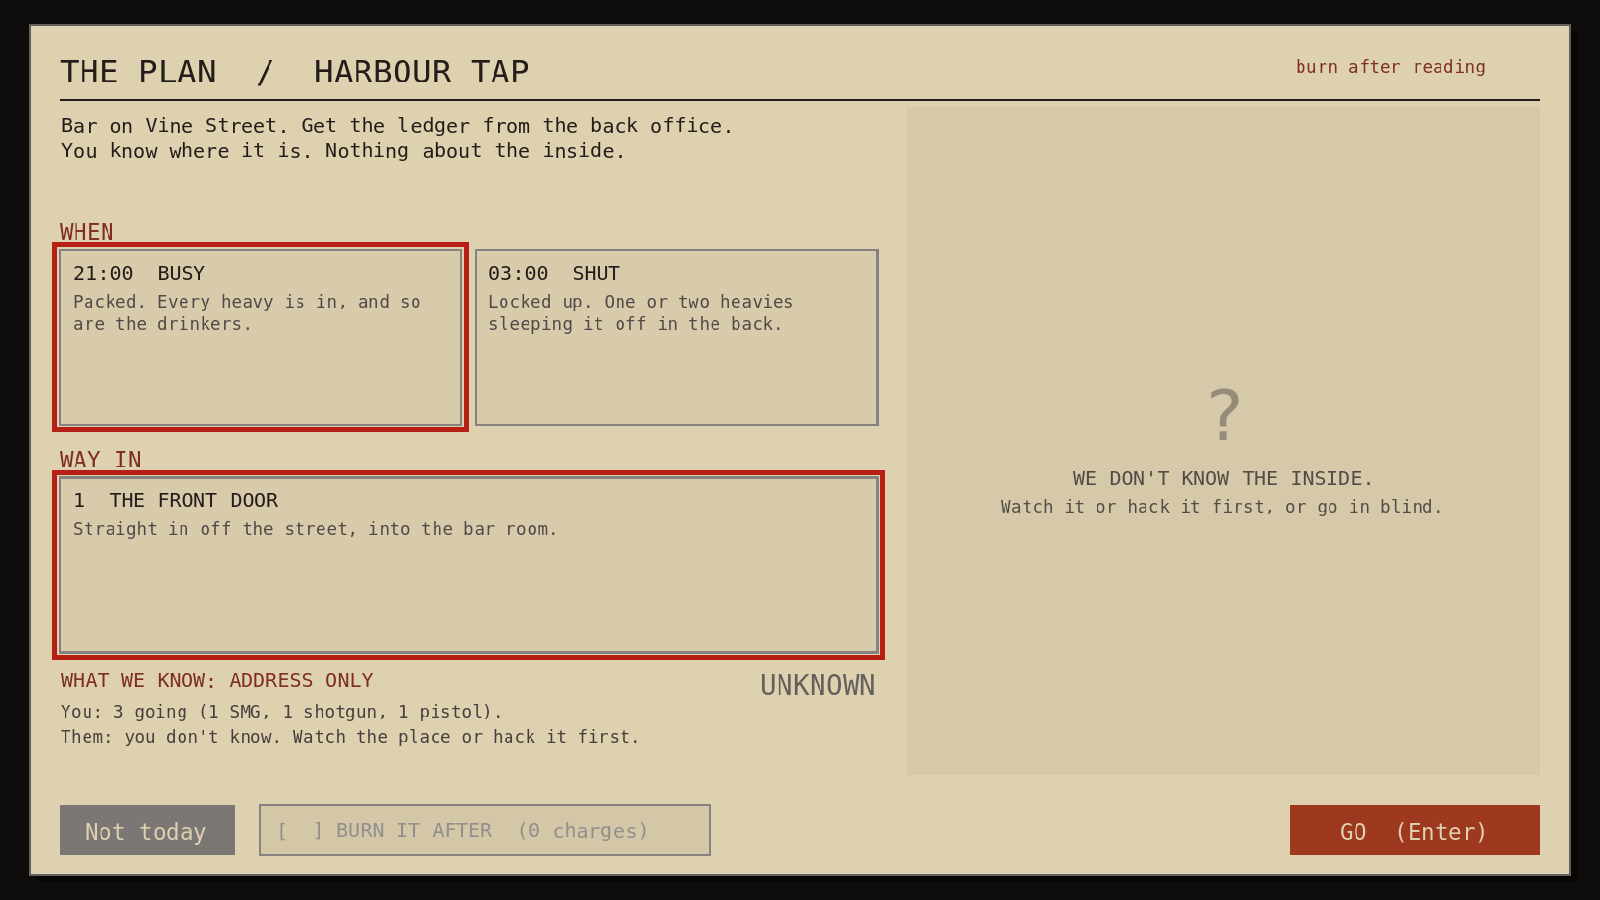 THE PLAN / HARBOUR TAP
burn after reading
Bar on Vine Street. Get the ledger from the back office.
You know where it is. Nothing about the inside.
WHEN
21:00 BUSY
Packed. Every heavy is in, and so
are the drinkers.
03:00 SHUT
Locked up. One or two heavies
sleeping it off in the back.
WAY IN
1 THE FRONT DOOR
Straight in off the street, into the bar room.
?
WE DON'T KNOW THE INSIDE.
Watch it or hack it first, or go in blind.
WHAT WE KNOW: ADDRESS ONLY
UNKNOWN
You: 3 going (1 SMG, 1 shotgun, 1 pistol).
Them: you don't know. Watch the place or hack it first.
Not today
[ ] BURN IT AFTER (0 charges)
GO (Enter)